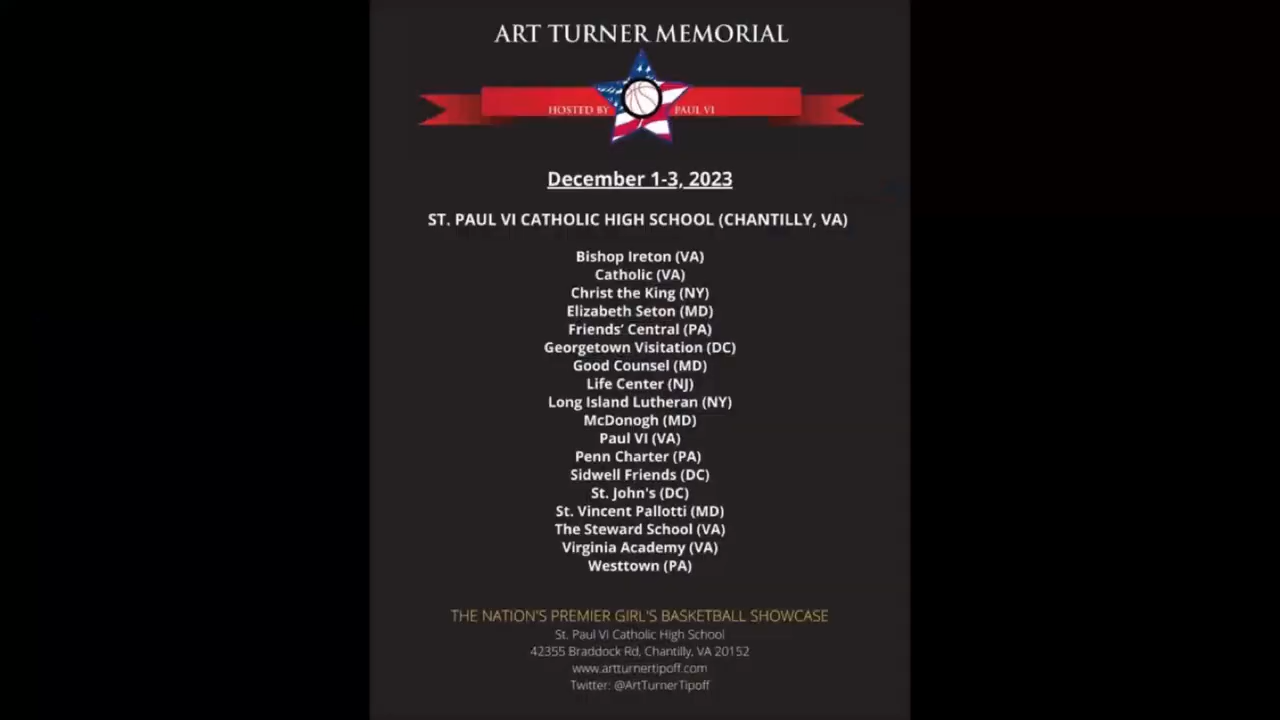 ART TURNER MEMORIAL
HOSTED BY PAUL VI
December 1-3, 2023
ST. PAUL VI CATHOLIC HIGH SCHOOL (CHANTILLY, VA)
Bishop Ireton (VA)
Catholic (VA)
Christ the King (NY)
Elizabeth Seton (MD)
Friends' Central (PA)
Georgetown Visitation (DC)
Good Counsel (MD)
Life Center (NJ)
Long Island Lutheran (NY)
McDonogh (MD)
Paul VI (VA)
Penn Charter (PA)
Sidwell Friends (DC)
St. John's (DC)
St. Vincent Pallotti (MD)
The Steward School (VA)
Virginia Academy (VA)
Westtown (PA)
THE NATION'S PREMIER GIRL'S BASKETBALL SHOWCASE
St. Paul VI Catholic High School
42355 Braddock Rd, Chantilly, VA 20152
www.artturnertipoff.com
Twitter: @ArtTurnerTipoff